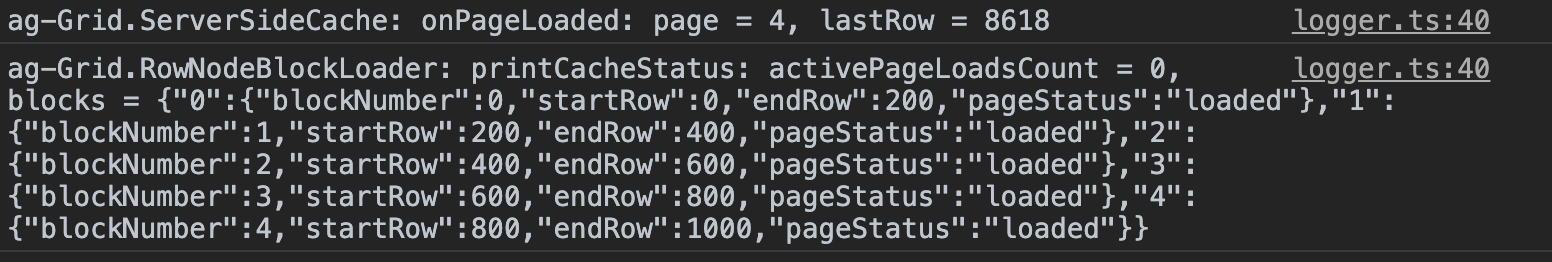 ag-Grid.ServerSideCache: onPageLoaded: page = 4, lastRow = 8618 logger.ts:40
ag-Grid.RowNodeBlockLoader: printCacheStatus: activePageLoadsCount = 0, logger.ts:40
blocks = {"0":{"blockNumber":0,"startRow":0,"endRow":200,"pageStatus":"loaded"},"1":
{"blockNumber":1,"startRow":200,"endRow":400,"pageStatus":"loaded"},"2":
{"blockNumber":2,"startRow":400,"endRow":600,"pageStatus":"loaded"},"3":
{"blockNumber":3,"startRow":600,"endRow":800,"pageStatus":"loaded"},"4":
{"blockNumber":4,"startRow":800,"endRow":1000,"pageStatus":"loaded"}}